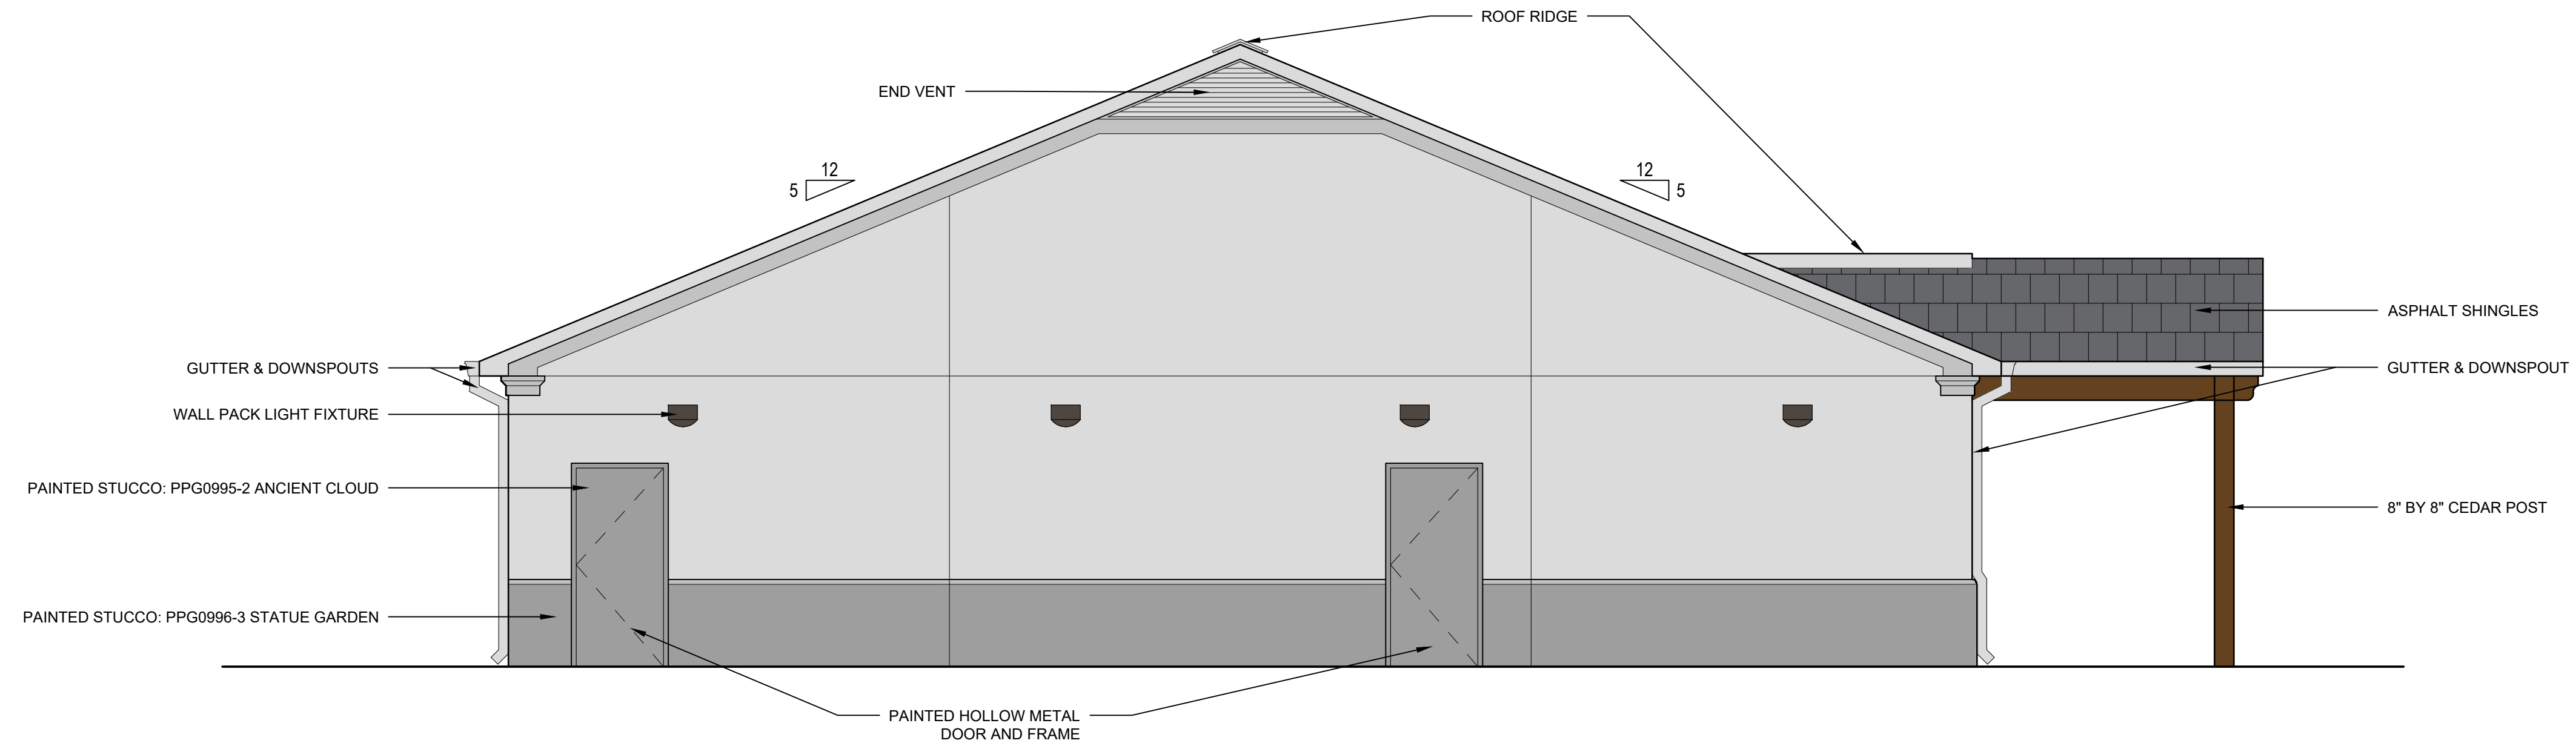 ROOF RIDGE
END VENT
12
5
12
5
ASPHALT SHINGLES
GUTTER & DOWNSPOUTS
GUTTER & DOWNSPOUT
WALL PACK LIGHT FIXTURE
PAINTED STUCCO: PPG0995-2 ANCIENT CLOUD
8" BY 8" CEDAR POST
PAINTED STUCCO: PPG0996-3 STATUE GARDEN
PAINTED HOLLOW METAL
DOOR AND FRAME